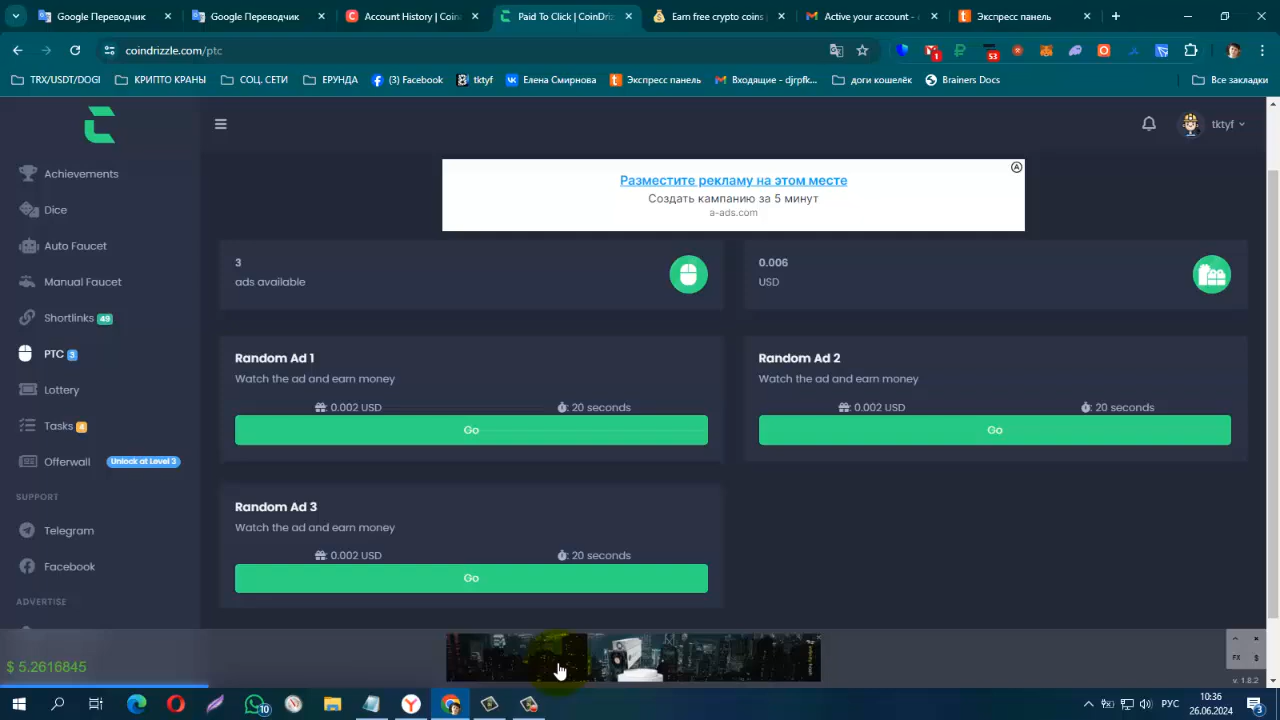 Google Переводчик
Google Переводчик
Account History | Coin
Paid To Click | CoinDriz
Earn free crypto coins
Active your account - d
Экспресс панель
coindrizzle.com/ptc
1
53
TRX/USDT/DOGI
КРИПТО КРАНЫ
СОЦ. СЕТИ
ЕРУНДА
(3) Facebook
tktyf
Елена Смирнова
Экспресс панель
Входящие - djrpfk...
доги кошелёк
Brainers Docs
Все закладки
tktyf
Achievements
Dice
Auto Faucet
Manual Faucet
Shortlinks 49
PTC 3
Lottery
Tasks 4
Offerwall Unlock at Level 3
SUPPORT
Telegram
Facebook
ADVERTISE
Разместите рекламу на этом месте
Создать кампанию за 5 минут
a-ads.com
3
ads available
0.006
USD
Random Ad 1
Watch the ad and earn money
: 0.002 USD
: 20 seconds
Go
Random Ad 2
Watch the ad and earn money
: 0.002 USD
: 20 seconds
Go
Random Ad 3
Watch the ad and earn money
: 0.002 USD
: 20 seconds
Go
$ 5.2616845
FX $
v. 1.8.2
10
РУС
10:36
26.06.2024
3